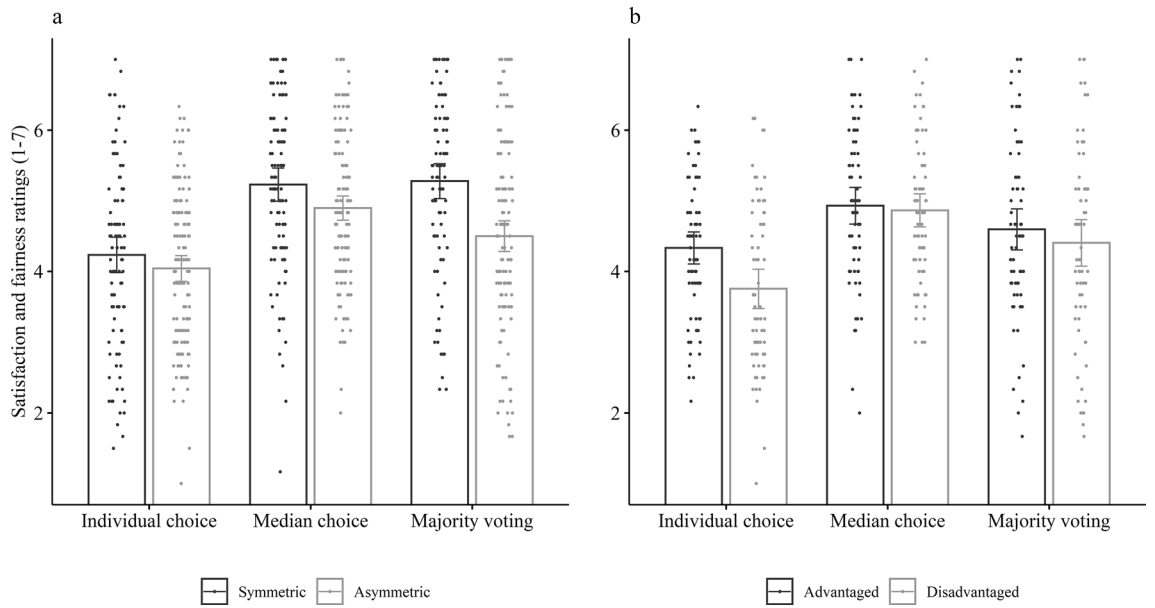 a
b
Satisfaction and fairness ratings (1-7)
6
4
2
Individual choice
Median choice
Majority voting
Symmetric
Asymmetric
6
4
2
Individual choice
Median choice
Majority voting
Advantaged
Disadvantaged